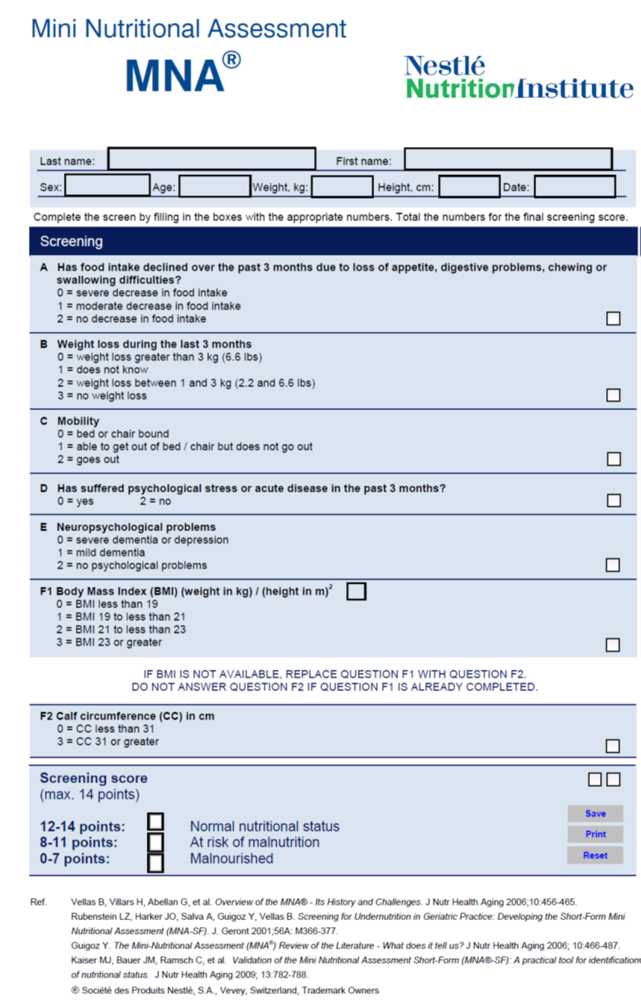 Mini Nutritional Assessment
MNA®
Nestlé
NutritionInstitute
Last name:
First name:
Sex:
Age:
Weight, kg:
Height, cm:
Date:
Complete the screen by filling in the boxes with the appropriate numbers. Total the numbers for the final screening score.
Screening
A Has food intake declined over the past 3 months due to loss of appetite, digestive problems, chewing or
swallowing difficulties?
0 = severe decrease in food intake
1 = moderate decrease in food intake
2 = no decrease in food intake
B Weight loss during the last 3 months
0 = weight loss greater than 3 kg (6.6 lbs)
1 = does not know
2 = weight loss between 1 and 3 kg (2.2 and 6.6 lbs)
3 = no weight loss
C Mobility
0 = bed or chair bound
1 = able to get out of bed / chair but does not go out
2 = goes out
D Has suffered psychological stress or acute disease in the past 3 months?
0 = yes 2 = no
E Neuropsychological problems
0 = severe dementia or depression
1 = mild dementia
2 = no psychological problems
F1 Body Mass Index (BMI) (weight in kg) / (height in m)²
0 = BMI less than 19
1 = BMI 19 to less than 21
2 = BMI 21 to less than 23
3 = BMI 23 or greater
IF BMI IS NOT AVAILABLE, REPLACE QUESTION F1 WITH QUESTION F2.
DO NOT ANSWER QUESTION F2 IF QUESTION F1 IS ALREADY COMPLETED.
F2 Calf circumference (CC) in cm
0 = CC less than 31
3 = CC 31 or greater
Screening score
(max. 14 points)
12-14 points: Normal nutritional status
8-11 points: At risk of malnutrition
0-7 points: Malnourished
Save
Print
Reset
Ref. Vellas B, Villars H, Abellan G, et al. Overview of the MNA® - Its History and Challenges. J Nutr Health Aging 2006;10:456-465.
Rubenstein LZ, Harker JO, Salva A, Guigoz Y, Vellas B. Screening for Undernutrition in Geriatric Practice: Developing the Short-Form Mini
Nutritional Assessment (MNA-SF). J. Geront 2001;56A: M366-377.
Guigoz Y. The Mini-Nutritional Assessment (MNA®) Review of the Literature - What does it tell us? J Nutr Health Aging 2006; 10:466-487.
Kaiser MJ, Bauer JM, Ramsch C, et al. Validation of the Mini Nutritional Assessment Short-Form (MNA®-SF): A practical tool for identification
of nutritional status. J Nutr Health Aging 2009; 13:782-788.
® Société des Produits Nestlé, S.A., Vevey, Switzerland, Trademark Owners